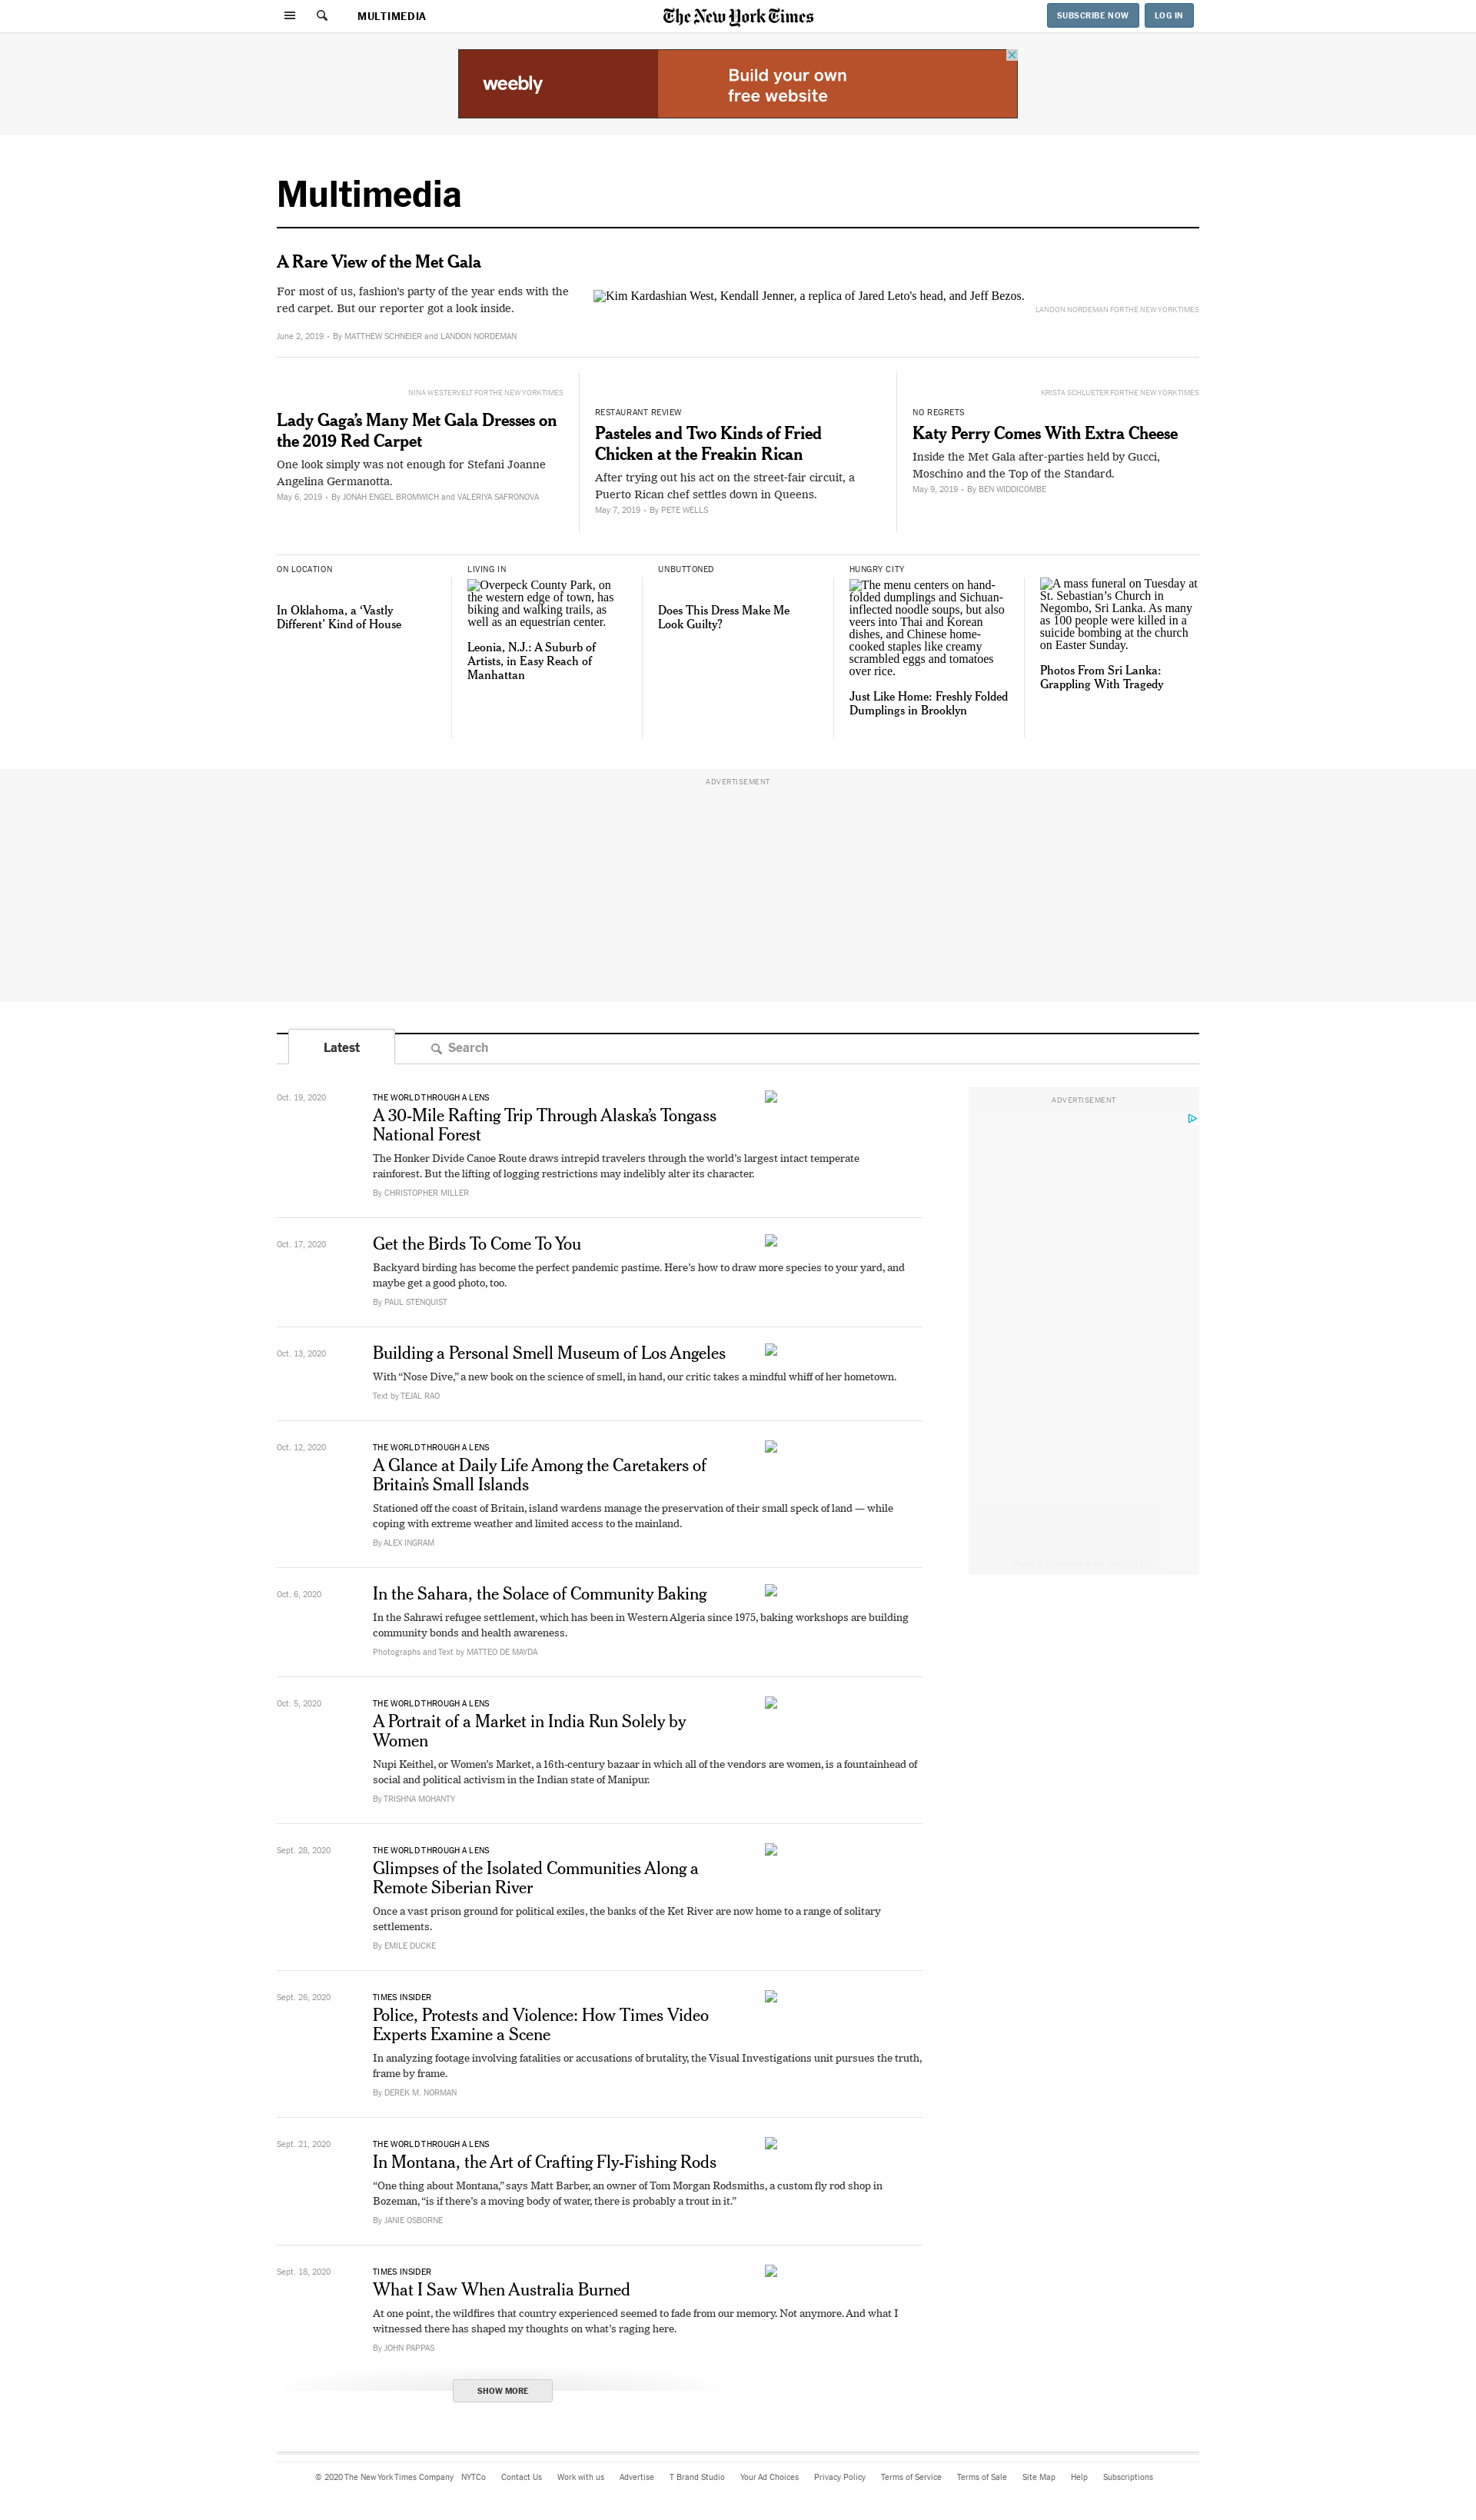 MULTIMEDIA
The New York Times
SUBSCRIBE NOW
LOG IN
weebly
Build your own
free website
Multimedia
A Rare View of the Met Gala
For most of us, fashion’s party of the year ends with the
red carpet. But our reporter got a look inside.
June 2, 2019 • By MATTHEW SCHNEIER and LANDON NORDEMAN
Kim Kardashian West, Kendall Jenner, a replica of Jared Leto's head, and Jeff Bezos.
LANDON NORDEMAN FOR THE NEW YORK TIMES
NINA WESTERVELT FOR THE NEW YORK TIMES
Lady Gaga’s Many Met Gala Dresses on
the 2019 Red Carpet
One look simply was not enough for Stefani Joanne
Angelina Germanotta.
May 6, 2019 • By JONAH ENGEL BROMWICH and VALERIYA SAFRONOVA
RESTAURANT REVIEW
Pasteles and Two Kinds of Fried
Chicken at the Freakin Rican
After trying out his act on the street-fair circuit, a
Puerto Rican chef settles down in Queens.
May 7, 2019 • By PETE WELLS
KRISTA SCHLUETER FOR THE NEW YORK TIMES
NO REGRETS
Katy Perry Comes With Extra Cheese
Inside the Met Gala after-parties held by Gucci,
Moschino and the Top of the Standard.
May 9, 2019 • By BEN WIDDICOMBE
ON LOCATION
In Oklahoma, a ‘Vastly
Different’ Kind of House
LIVING IN
Overpeck County Park, on
the western edge of town, has
biking and walking trails, as
well as an equestrian center.
Leonia, N.J.: A Suburb of
Artists, in Easy Reach of
Manhattan
UNBUTTONED
Does This Dress Make Me
Look Guilty?
HUNGRY CITY
The menu centers on hand-
folded dumplings and Sichuan-
inflected noodle soups, but also
veers into Thai and Korean
dishes, and Chinese home-
cooked staples like creamy
scrambled eggs and tomatoes
over rice.
Just Like Home: Freshly Folded
Dumplings in Brooklyn
A mass funeral on Tuesday at
St. Sebastian’s Church in
Negombo, Sri Lanka. As many
as 100 people were killed in a
suicide bombing at the church
on Easter Sunday.
Photos From Sri Lanka:
Grappling With Tragedy
ADVERTISEMENT
Latest
Search
ADVERTISEMENT
Oct. 19, 2020
THE WORLD THROUGH A LENS
A 30-Mile Rafting Trip Through Alaska’s Tongass
National Forest
The Honker Divide Canoe Route draws intrepid travelers through the world’s largest intact temperate
rainforest. But the lifting of logging restrictions may indelibly alter its character.
By CHRISTOPHER MILLER
Oct. 17, 2020
Get the Birds To Come To You
Backyard birding has become the perfect pandemic pastime. Here’s how to draw more species to your yard, and
maybe get a good photo, too.
By PAUL STENQUIST
Oct. 13, 2020
Building a Personal Smell Museum of Los Angeles
With “Nose Dive,” a new book on the science of smell, in hand, our critic takes a mindful whiff of her hometown.
Text by TEJAL RAO
Oct. 12, 2020
THE WORLD THROUGH A LENS
A Glance at Daily Life Among the Caretakers of
Britain’s Small Islands
Stationed off the coast of Britain, island wardens manage the preservation of their small speck of land — while
coping with extreme weather and limited access to the mainland.
By ALEX INGRAM
Oct. 6, 2020
In the Sahara, the Solace of Community Baking
In the Sahrawi refugee settlement, which has been in Western Algeria since 1975, baking workshops are building
community bonds and health awareness.
Photographs and Text by MATTEO DE MAYDA
Oct. 5, 2020
THE WORLD THROUGH A LENS
A Portrait of a Market in India Run Solely by
Women
Nupi Keithel, or Women’s Market, a 16th-century bazaar in which all of the vendors are women, is a fountainhead of
social and political activism in the Indian state of Manipur.
By TRISHNA MOHANTY
Sept. 28, 2020
THE WORLD THROUGH A LENS
Glimpses of the Isolated Communities Along a
Remote Siberian River
Once a vast prison ground for political exiles, the banks of the Ket River are now home to a range of solitary
settlements.
By EMILE DUCKE
Sept. 26, 2020
TIMES INSIDER
Police, Protests and Violence: How Times Video
Experts Examine a Scene
In analyzing footage involving fatalities or accusations of brutality, the Visual Investigations unit pursues the truth,
frame by frame.
By DEREK M. NORMAN
Sept. 21, 2020
THE WORLD THROUGH A LENS
In Montana, the Art of Crafting Fly-Fishing Rods
“One thing about Montana,” says Matt Barber, an owner of Tom Morgan Rodsmiths, a custom fly rod shop in
Bozeman, “is if there’s a moving body of water, there is probably a trout in it.”
By JANIE OSBORNE
Sept. 18, 2020
TIMES INSIDER
What I Saw When Australia Burned
At one point, the wildfires that country experienced seemed to fade from our memory. Not anymore. And what I
witnessed there has shaped my thoughts on what’s raging here.
By JOHN PAPPAS
SHOW MORE
© 2020 The New York Times Company NYTCo Contact Us Work with us Advertise T Brand Studio Your Ad Choices Privacy Policy Terms of Service Terms of Sale Site Map Help Subscriptions